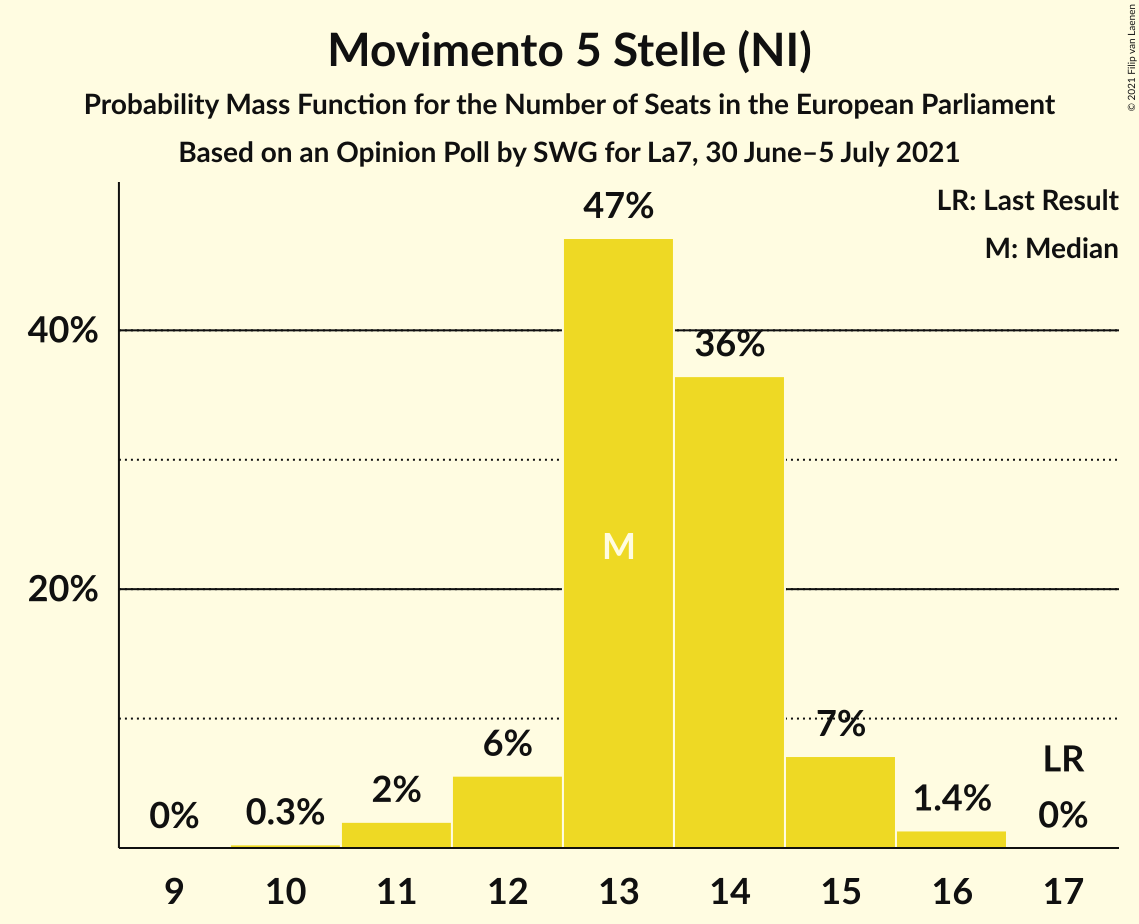 Movimento 5 Stelle (NI)
Probability Mass Function for the Number of Seats in the European Parliament
Based on an Opinion Poll by SWG for La7, 30 June–5 July 2021
© 2021 Filip van Laenen
LR: Last Result
M: Median
40%
20%
0%
0.3%
2%
6%
47%
M
36%
7%
1.4%
LR
0%
9 10 11 12 13 14 15 16 17